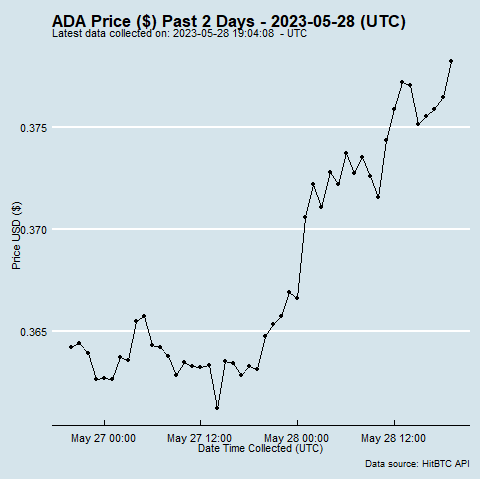 ADA Price ($) Past 2 Days - 2023-05-28 (UTC)
Latest data collected on: 2023-05-28 19:04:08  - UTC
0.375
0.370
0.365
Price USD ($)
May 27 00:00
May 27 12:00
May 28 00:00
May 28 12:00
Date Time Collected (UTC)
Data source: HitBTC API